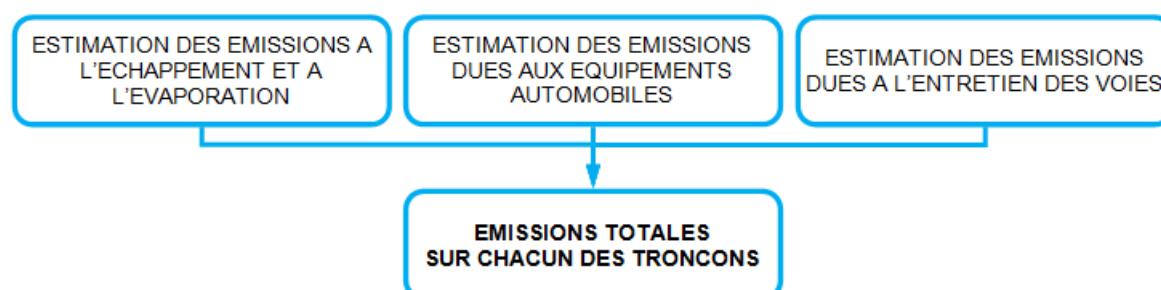 ESTIMATION DES EMISSIONS A
L'ECHAPPEMENT ET A
L'EVAPORATION
ESTIMATION DES EMISSIONS
DUES AUX EQUIPEMENTS
AUTOMOBILES
ESTIMATION DES EMISSIONS
DUES A L'ENTRETIEN DES VOIES
EMISSIONS TOTALES
SUR CHACUN DES TRONCONS